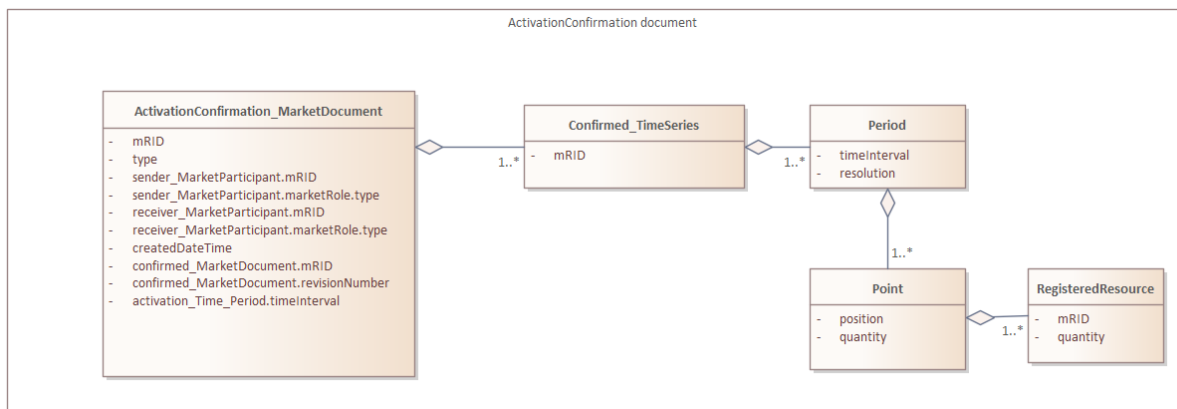 ActivationConfirmation document
ActivationConfirmation_MarketDocument
- mRID
- type
- sender_MarketParticipant.mRID
- sender_MarketParticipant.marketRole.type
- receiver_MarketParticipant.mRID
- receiver_MarketParticipant.marketRole.type
- createdDateTime
- confirmed_MarketDocument.mRID
- confirmed_MarketDocument.revisionNumber
- activation_Time_Period.timeInterval
1..*
Confirmed_TimeSeries
- mRID
1..*
Period
- timeInterval
- resolution
1..*
Point
- position
- quantity
1..*
RegisteredResource
- mRID
- quantity